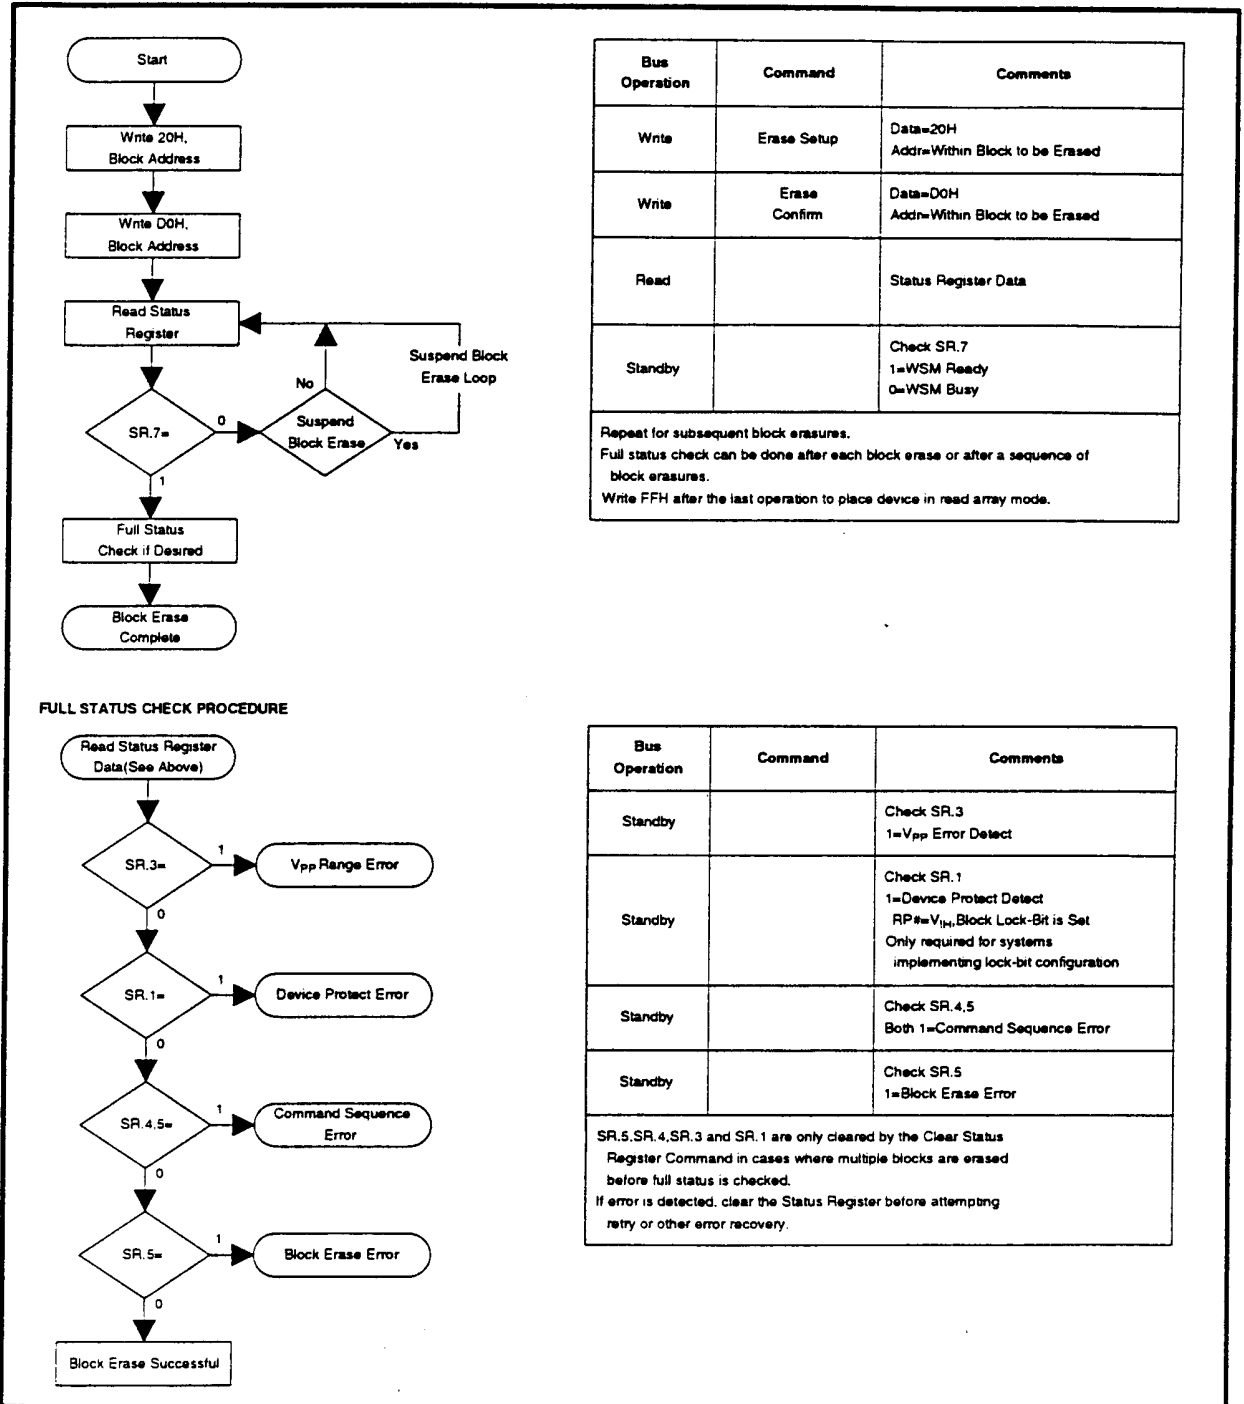 Start
Write 20H,
Block Address
Write D0H,
Block Address
Read Status
Register
Suspend Block
Erase Loop
No
SR.7=
0
Suspend
Block Erase
Yes
1
Full Status
Check if Desired
Block Erase
Complete
Bus
Operation
Command
Comments
Write
Erase Setup
Data=20H
Addr=Within Block to be Erased
Write
Erase
Confirm
Data=D0H
Addr=Within Block to be Erased
Read
Status Register Data
Standby
Check SR.7
1=WSM Ready
0=WSM Busy
Repeat for subsequent block erasures.
Full status check can be done after each block erase or after a sequence of
block erasures.
Write FFH after the last operation to place device in read array mode.
FULL STATUS CHECK PROCEDURE
Read Status Register
Data(See Above)
SR.3=
1
VPP Range Error
0
SR.1=
1
Device Protect Error
0
SR.4,5=
1
Command Sequence
Error
0
SR.5=
1
Block Erase Error
0
Block Erase Successful
Bus
Operation
Command
Comments
Standby
Check SR.3
1=VPP Error Detect
Standby
Check SR.1
1=Device Protect Detect
RP#=VIH,Block Lock-Bit is Set
Only required for systems
implementing lock-bit configuration
Standby
Check SR.4,5
Both 1=Command Sequence Error
Standby
Check SR.5
1=Block Erase Error
SR.5,SR.4,SR.3 and SR.1 are only cleared by the Clear Status
Register Command in cases where multiple blocks are erased
before full status is checked.
If error is detected, clear the Status Register before attempting
retry or other error recovery.